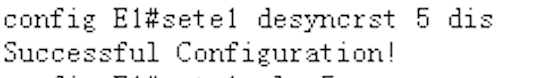 config E1#sete1 desyncrst 5 dis
Successful Configuration!